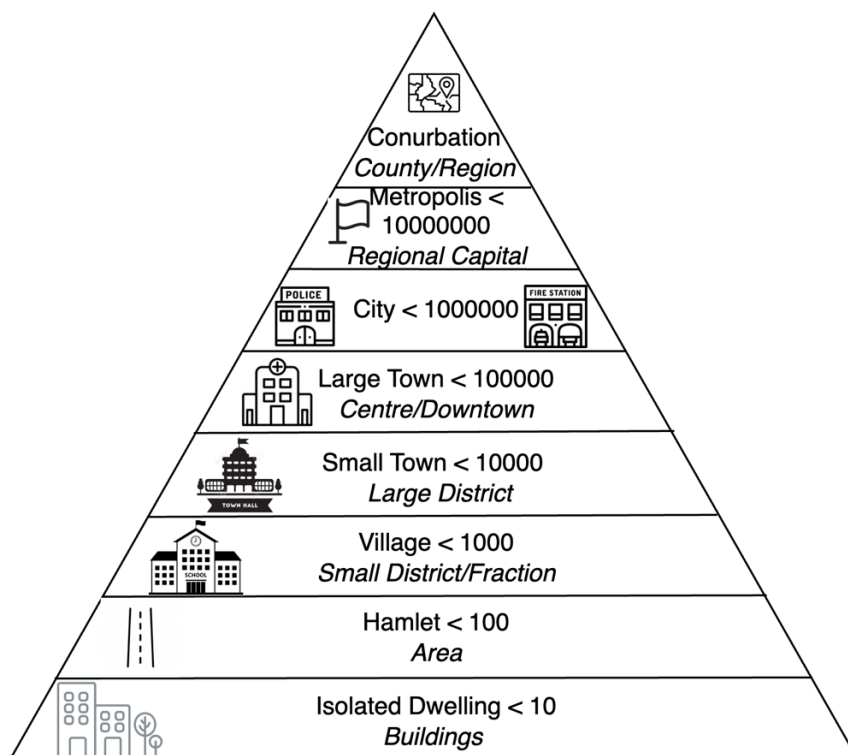 Conurbation
County/Region
Metropolis <
10000000
Regional Capital
POLICE
City < 1000000
FIRE STATION
Large Town < 100000
Centre/Downtown
Small Town < 10000
Large District
TOWN HALL
Village < 1000
Small District/Fraction
SCHOOL
Hamlet < 100
Area
Isolated Dwelling < 10
Buildings